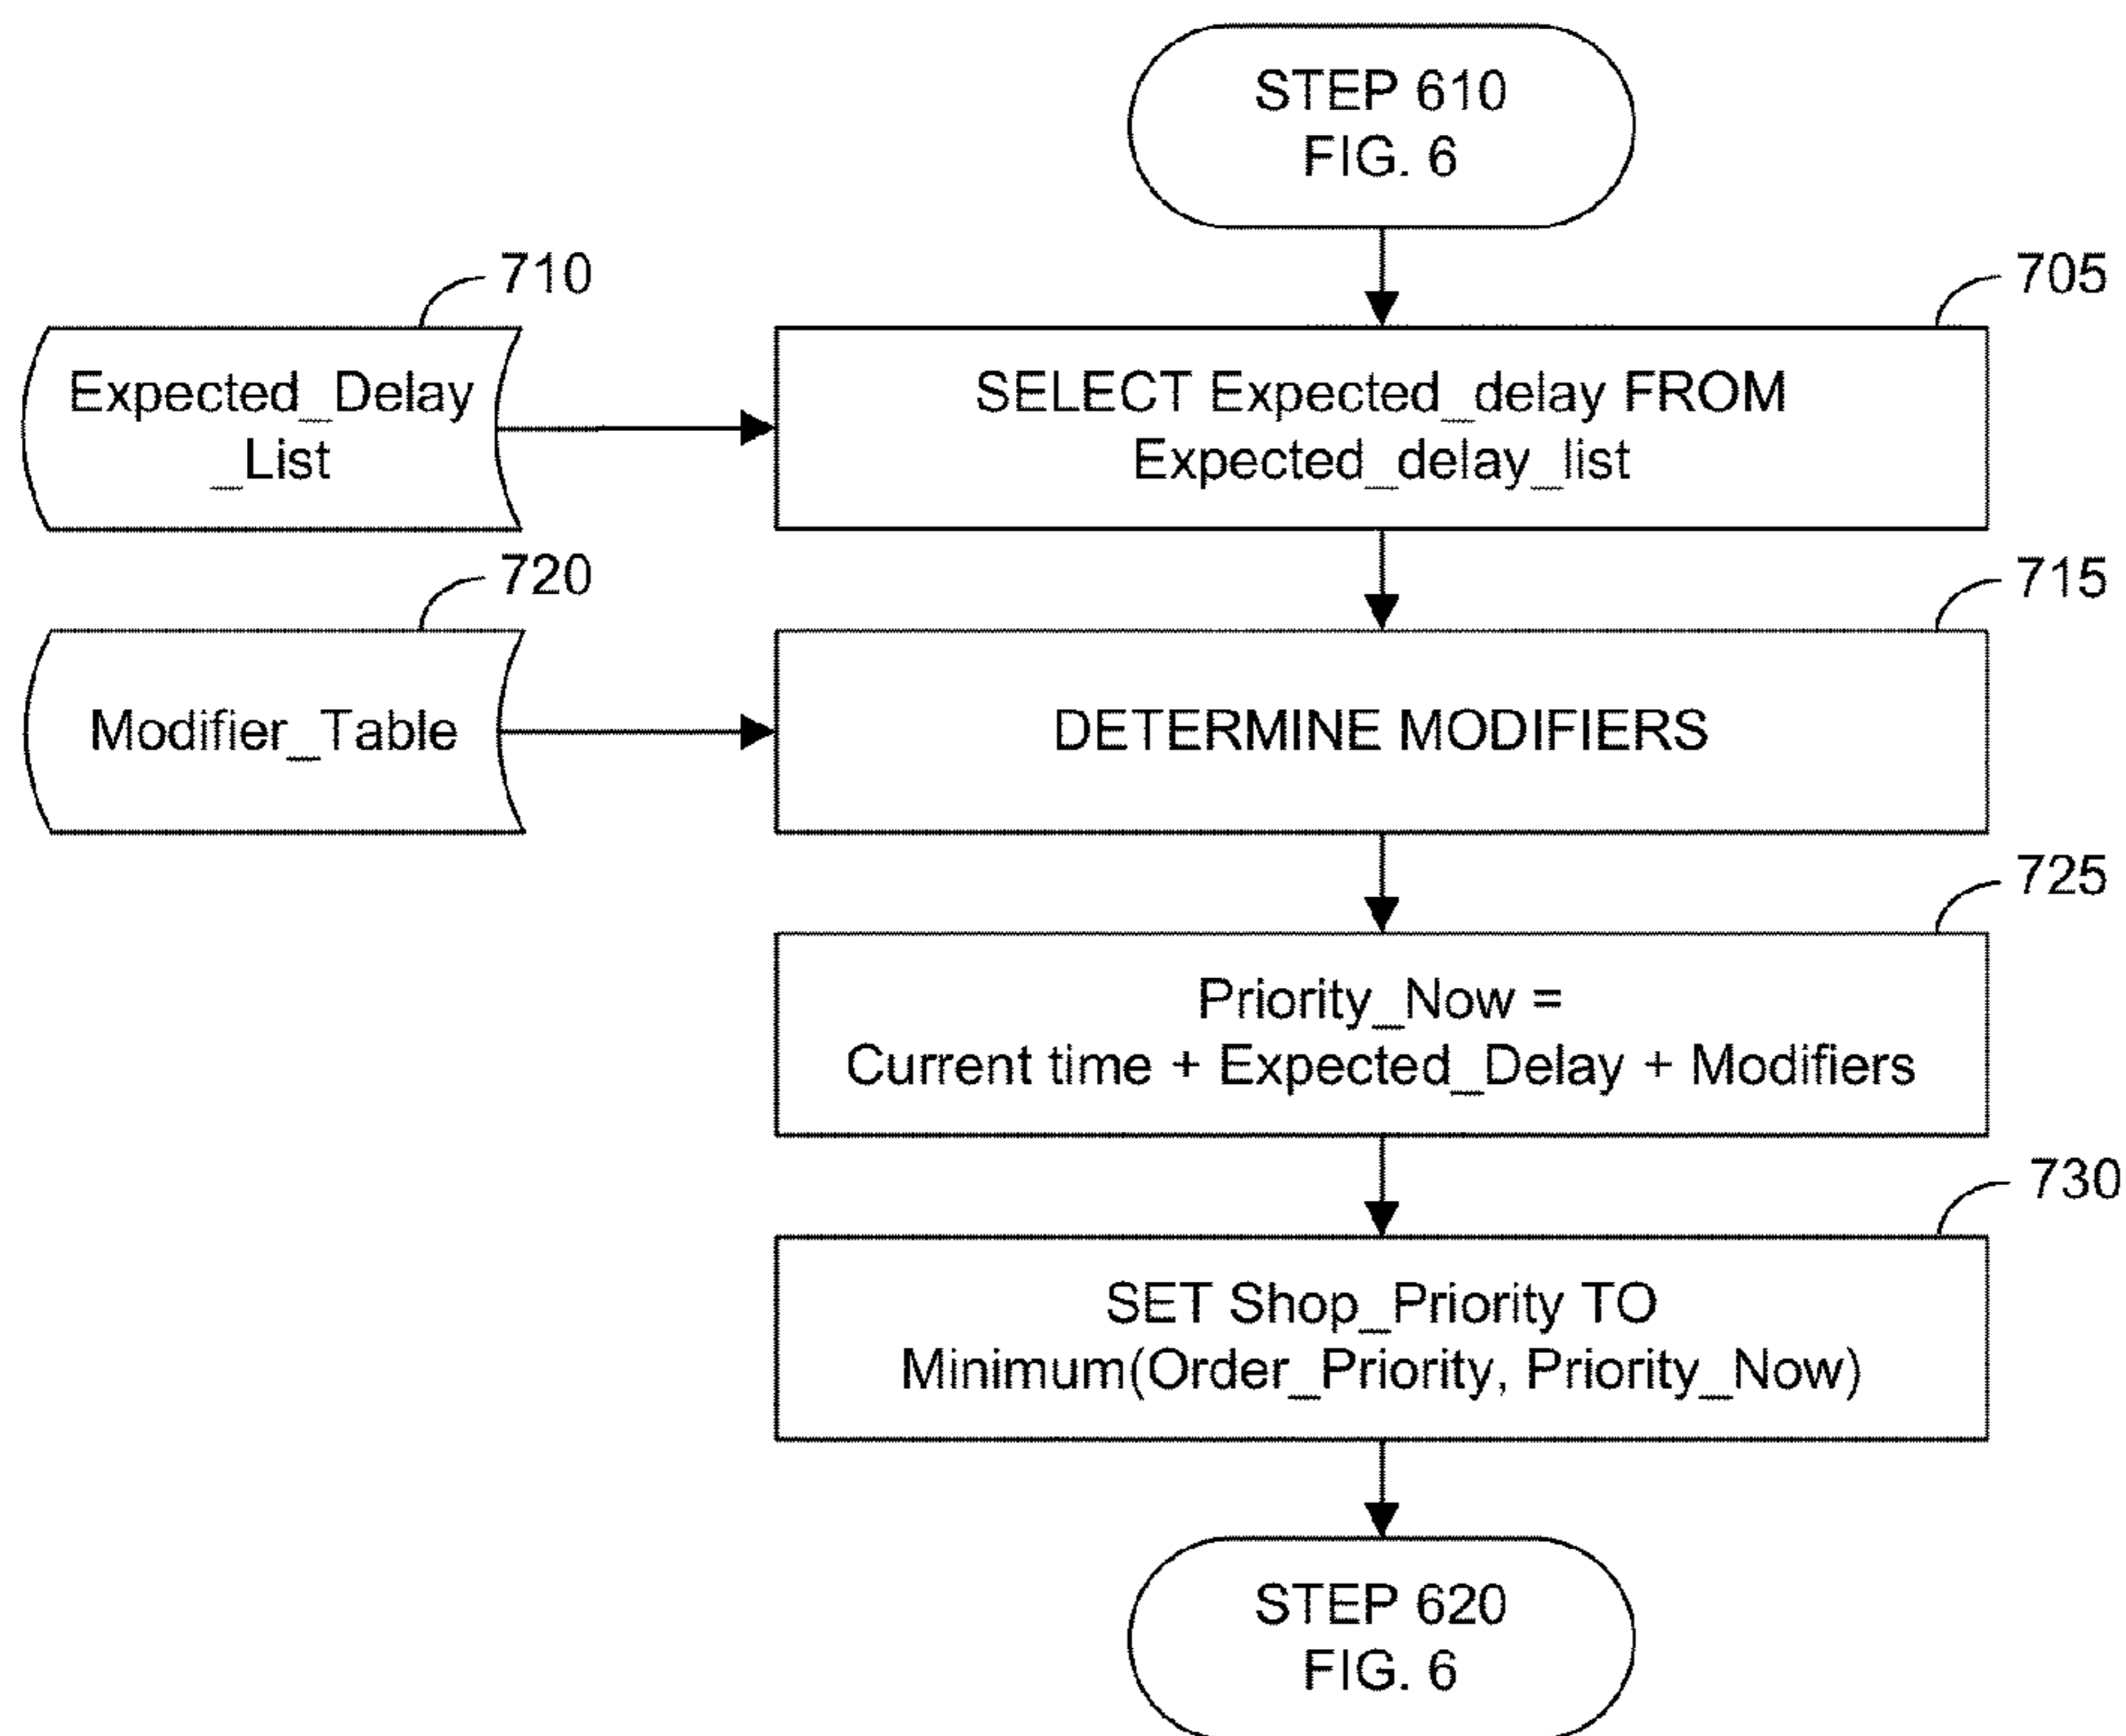 STEP 610
FIG. 6
710
705
Expected_Delay
_List
SELECT Expected_delay FROM
Expected_delay_list
720
715
Modifier_Table
DETERMINE MODIFIERS
725
Priority_Now =
Current time + Expected_Delay + Modifiers
730
SET Shop_Priority TO
Minimum(Order_Priority, Priority_Now)
STEP 620
FIG. 6